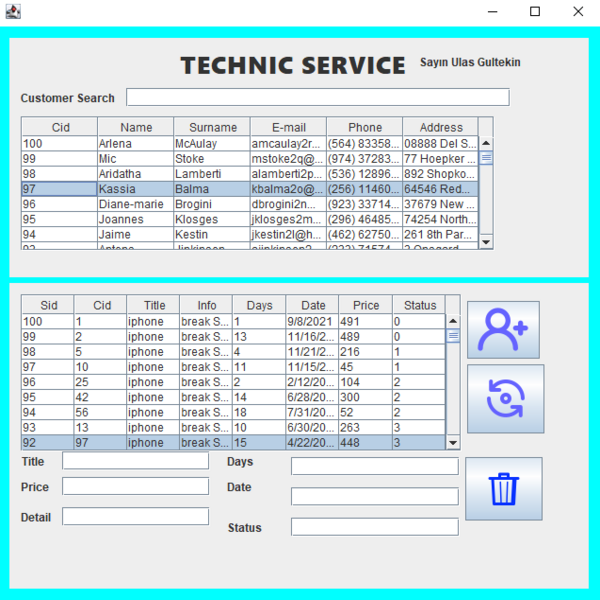 TECHNIC SERVICE Sayın Ulas Gultekin
Customer Search
Cid Name Surname E-mail Phone Address
100 Arlena McAulay amcaulay2r... (564) 83358... 08888 Del S...
99 Mic Stoke mstoke2q@... (974) 37283... 77 Hoepker ...
98 Aridatha Lamberti alamberti2p... (536) 12896... 892 Shopko...
97 Kassia Balma kbalma2o@... (256) 11460... 64546 Red...
96 Diane-marie Brogini dbrogini2n... (923) 33714... 37679 New ...
95 Joannes Klosges jklosges2m... (296) 46485... 74254 North...
94 Jaime Kestin jkestin2l@h... (462) 62750... 261 8th Par...
Sid Cid Title Info Days Date Price Status
100 1 iphone break S... 1 9/8/2021 491 0
99 2 iphone break S... 13 11/16/2... 489 0
98 5 iphone break S... 4 11/21/2... 216 1
97 10 iphone break S... 11 11/15/2... 45 1
96 25 iphone break S... 2 2/12/20... 104 2
95 42 iphone break S... 14 6/28/20... 300 2
94 56 iphone break S... 18 7/31/20... 52 2
93 13 iphone break S... 10 6/30/20... 263 3
92 97 iphone break S... 15 4/22/20... 448 3
Title Days
Price Date
Detail Status